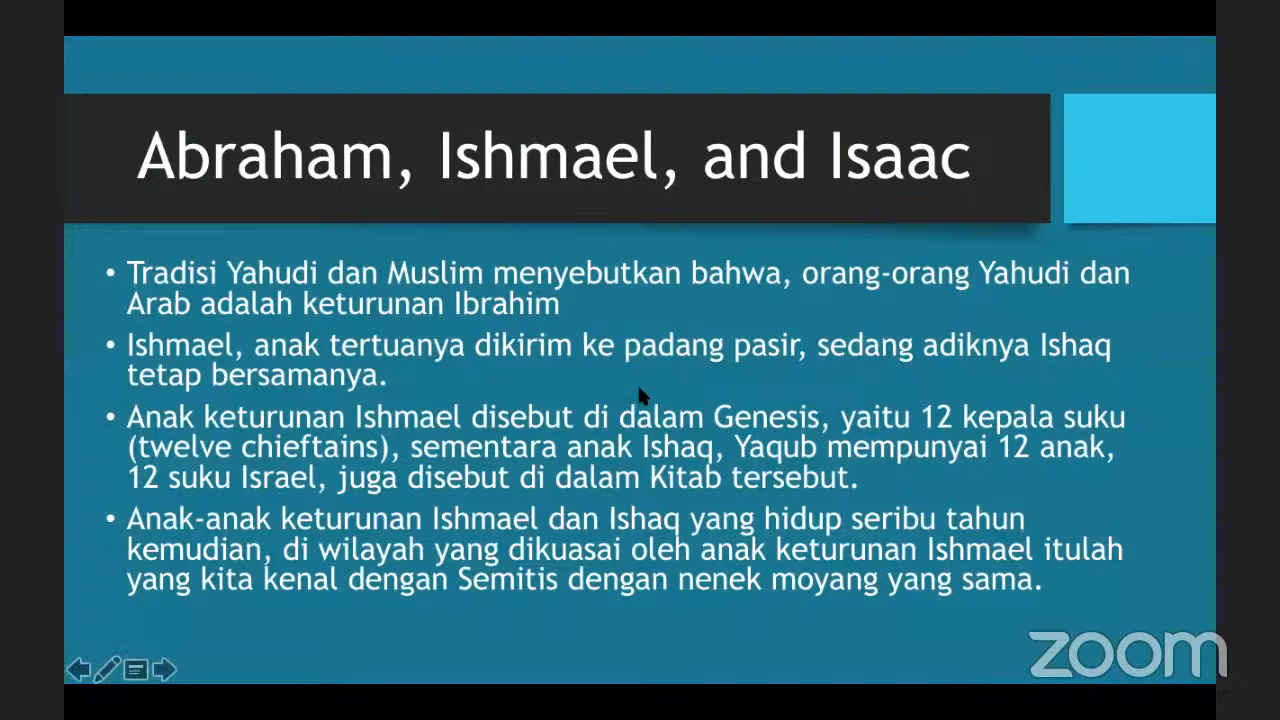 Abraham, Ishmael, and Isaac
• Tradisi Yahudi dan Muslim menyebutkan bahwa, orang-orang Yahudi dan
Arab adalah keturunan Ibrahim
• Ishmael, anak tertuanya dikirim ke padang pasir, sedang adiknya Ishaq
tetap bersamanya.
• Anak keturunan Ishmael disebut di dalam Genesis, yaitu 12 kepala suku
(twelve chieftains), sementara anak Ishaq, Yaqub mempunyai 12 anak,
12 suku Israel, juga disebut di dalam Kitab tersebut.
• Anak-anak keturunan Ishmael dan Ishaq yang hidup seribu tahun
kemudian, di wilayah yang dikuasai oleh anak keturunan Ishmael itulah
yang kita kenal dengan Semitis dengan nenek moyang yang sama.
zoom